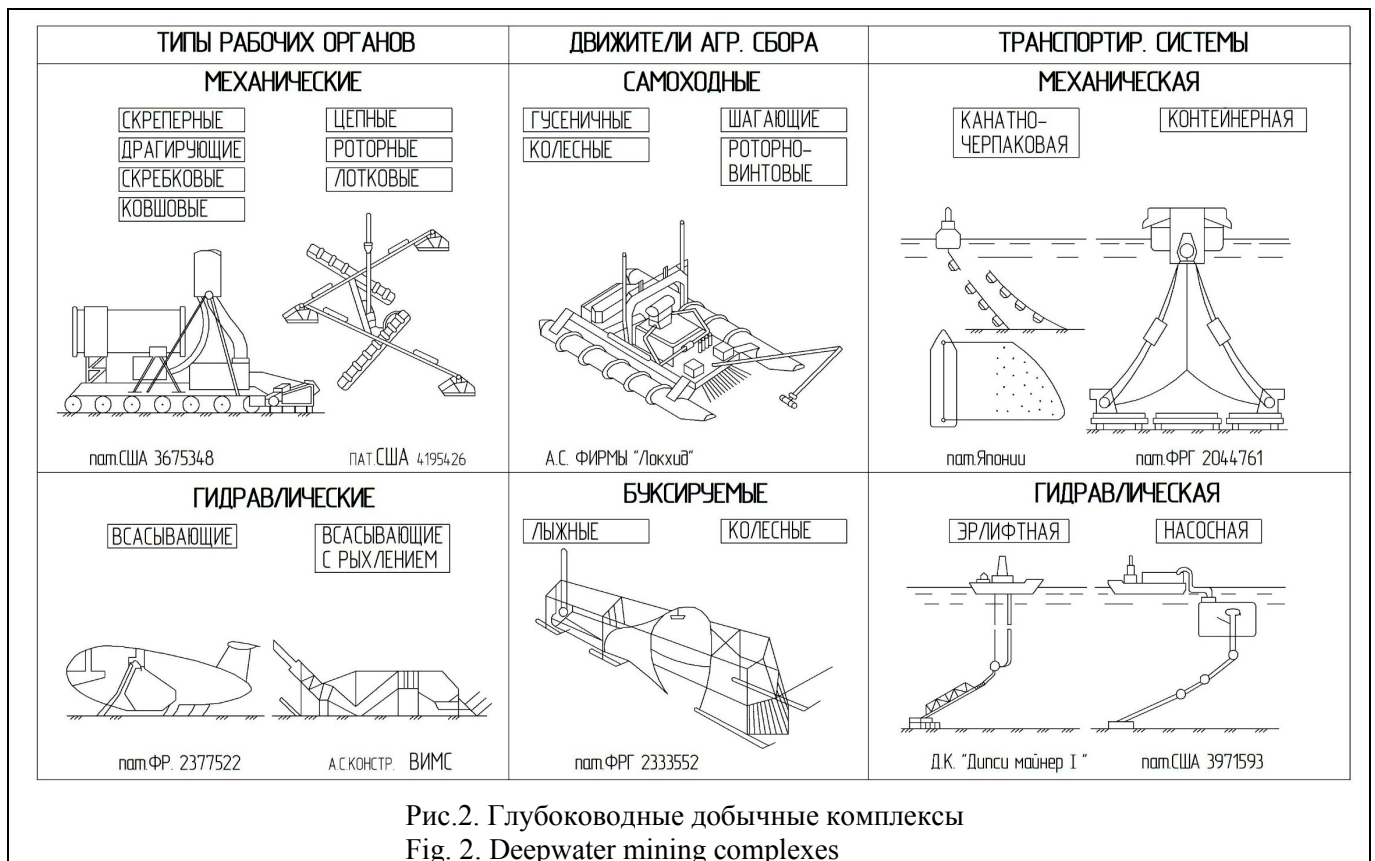 ТИПЫ РАБОЧИХ ОРГАНОВ
ДВИЖИТЕЛИ АГР. СБОРА
ТРАНСПОРТИР. СИСТЕМЫ
МЕХАНИЧЕСКИЕ
СКРЕПЕРНЫЕ
ЦЕПНЫЕ
ДРАГИРУЮЩИЕ
РОТОРНЫЕ
СКРЕБКОВЫЕ
ЛОТКОВЫЕ
КОВШОВЫЕ
пат.США 3675348
ПАТ.США 4195426
САМОХОДНЫЕ
ГУСЕНИЧНЫЕ
ШАГАЮЩИЕ
КОЛЕСНЫЕ
РОТОРНО-
ВИНТОВЫЕ
А.С. ФИРМЫ "Локхид"
МЕХАНИЧЕСКАЯ
КАНАТНО-
ЧЕРПАКОВАЯ
КОНТЕЙНЕРНАЯ
пат.Японии
пат.ФРГ 2044761
ГИДРАВЛИЧЕСКИЕ
ВСАСЫВАЮЩИЕ
ВСАСЫВАЮЩИЕ
С РЫХЛЕНИЕМ
пат.ФР. 2377522
А.С.КОНСТР. ВИМС
БУКСИРУЕМЫЕ
ЛЫЖНЫЕ
КОЛЕСНЫЕ
пат.ФРГ 2333552
ГИДРАВЛИЧЕСКАЯ
ЭРЛИФТНАЯ
НАСОСНАЯ
Д.К. "Дипси майнер I "
пат.США 3971593
Рис.2. Глубоководные добычные комплексы
Fig. 2. Deepwater mining complexes